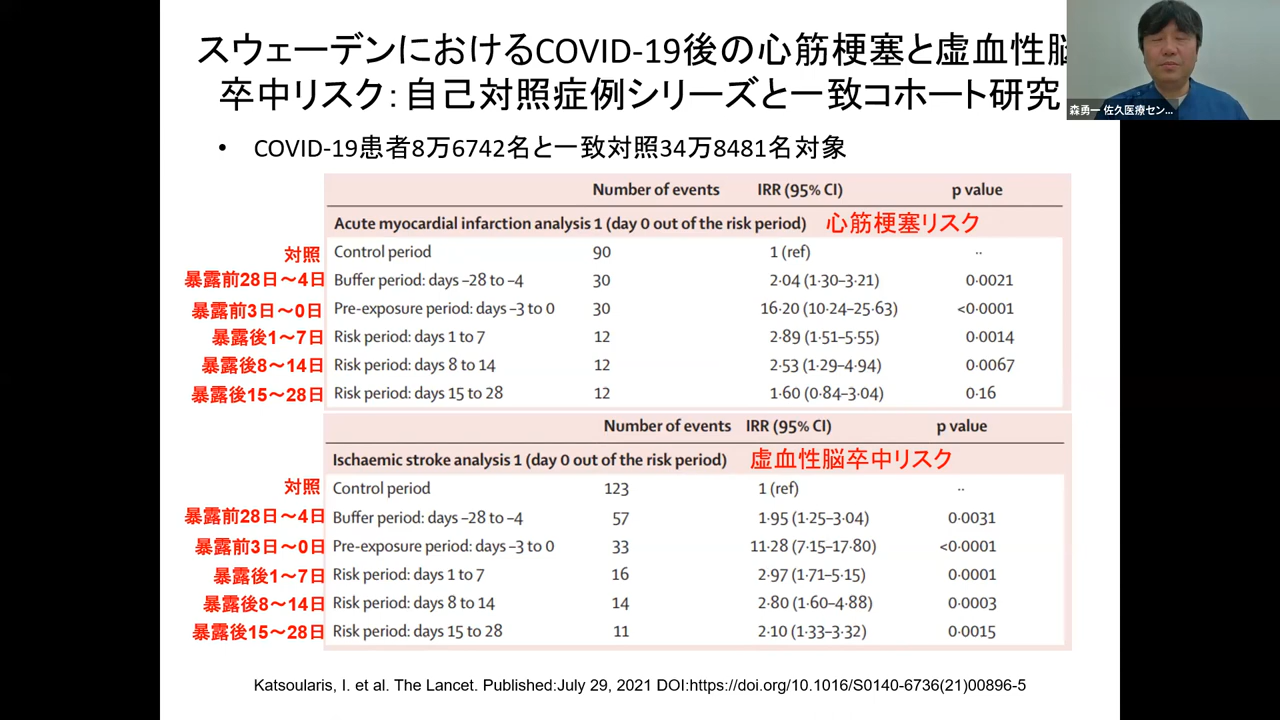 スウェーデンにおけるCOVID-19後の心筋梗塞と虚血性脳
卒中リスク：自己対照症例シリーズと一致コホート研究
森勇一 佐久医療セン...
• COVID-19患者8万6742名と一致対照34万8481名対象
Number of events IRR (95% CI) p value
Acute myocardial infarction analysis 1 (day 0 out of the risk period) 心筋梗塞リスク
対照 Control period 90 1 (ref) ··
暴露前28日～4日 Buffer period: days –28 to –4 30 2·04 (1·30–3·21) 0·0021
暴露前3日～0日 Pre-exposure period: days –3 to 0 30 16·20 (10·24–25·63) <0·0001
暴露後1～7日 Risk period: days 1 to 7 12 2·89 (1·51–5·55) 0·0014
暴露後8～14日 Risk period: days 8 to 14 12 2·53 (1·29–4·94) 0·0067
暴露後15～28日 Risk period: days 15 to 28 12 1·60 (0·84–3·04) 0·16
Number of events IRR (95% CI) p value
Ischaemic stroke analysis 1 (day 0 out of the risk period) 虚血性脳卒中リスク
対照 Control period 123 1 (ref) ··
暴露前28日～4日 Buffer period: days –28 to –4 57 1·95 (1·25–3·04) 0·0031
暴露前3日～0日 Pre-exposure period: days –3 to 0 33 11·28 (7·15–17·80) <0·0001
暴露後1～7日 Risk period: days 1 to 7 16 2·97 (1·71–5·15) 0·0001
暴露後8～14日 Risk period: days 8 to 14 14 2·80 (1·60–4·88) 0·0003
暴露後15～28日 Risk period: days 15 to 28 11 2·10 (1·33–3·32) 0·0015
Katsoularis, I. et al. The Lancet. Published:July 29, 2021 DOI:https://doi.org/10.1016/S0140-6736(21)00896-5